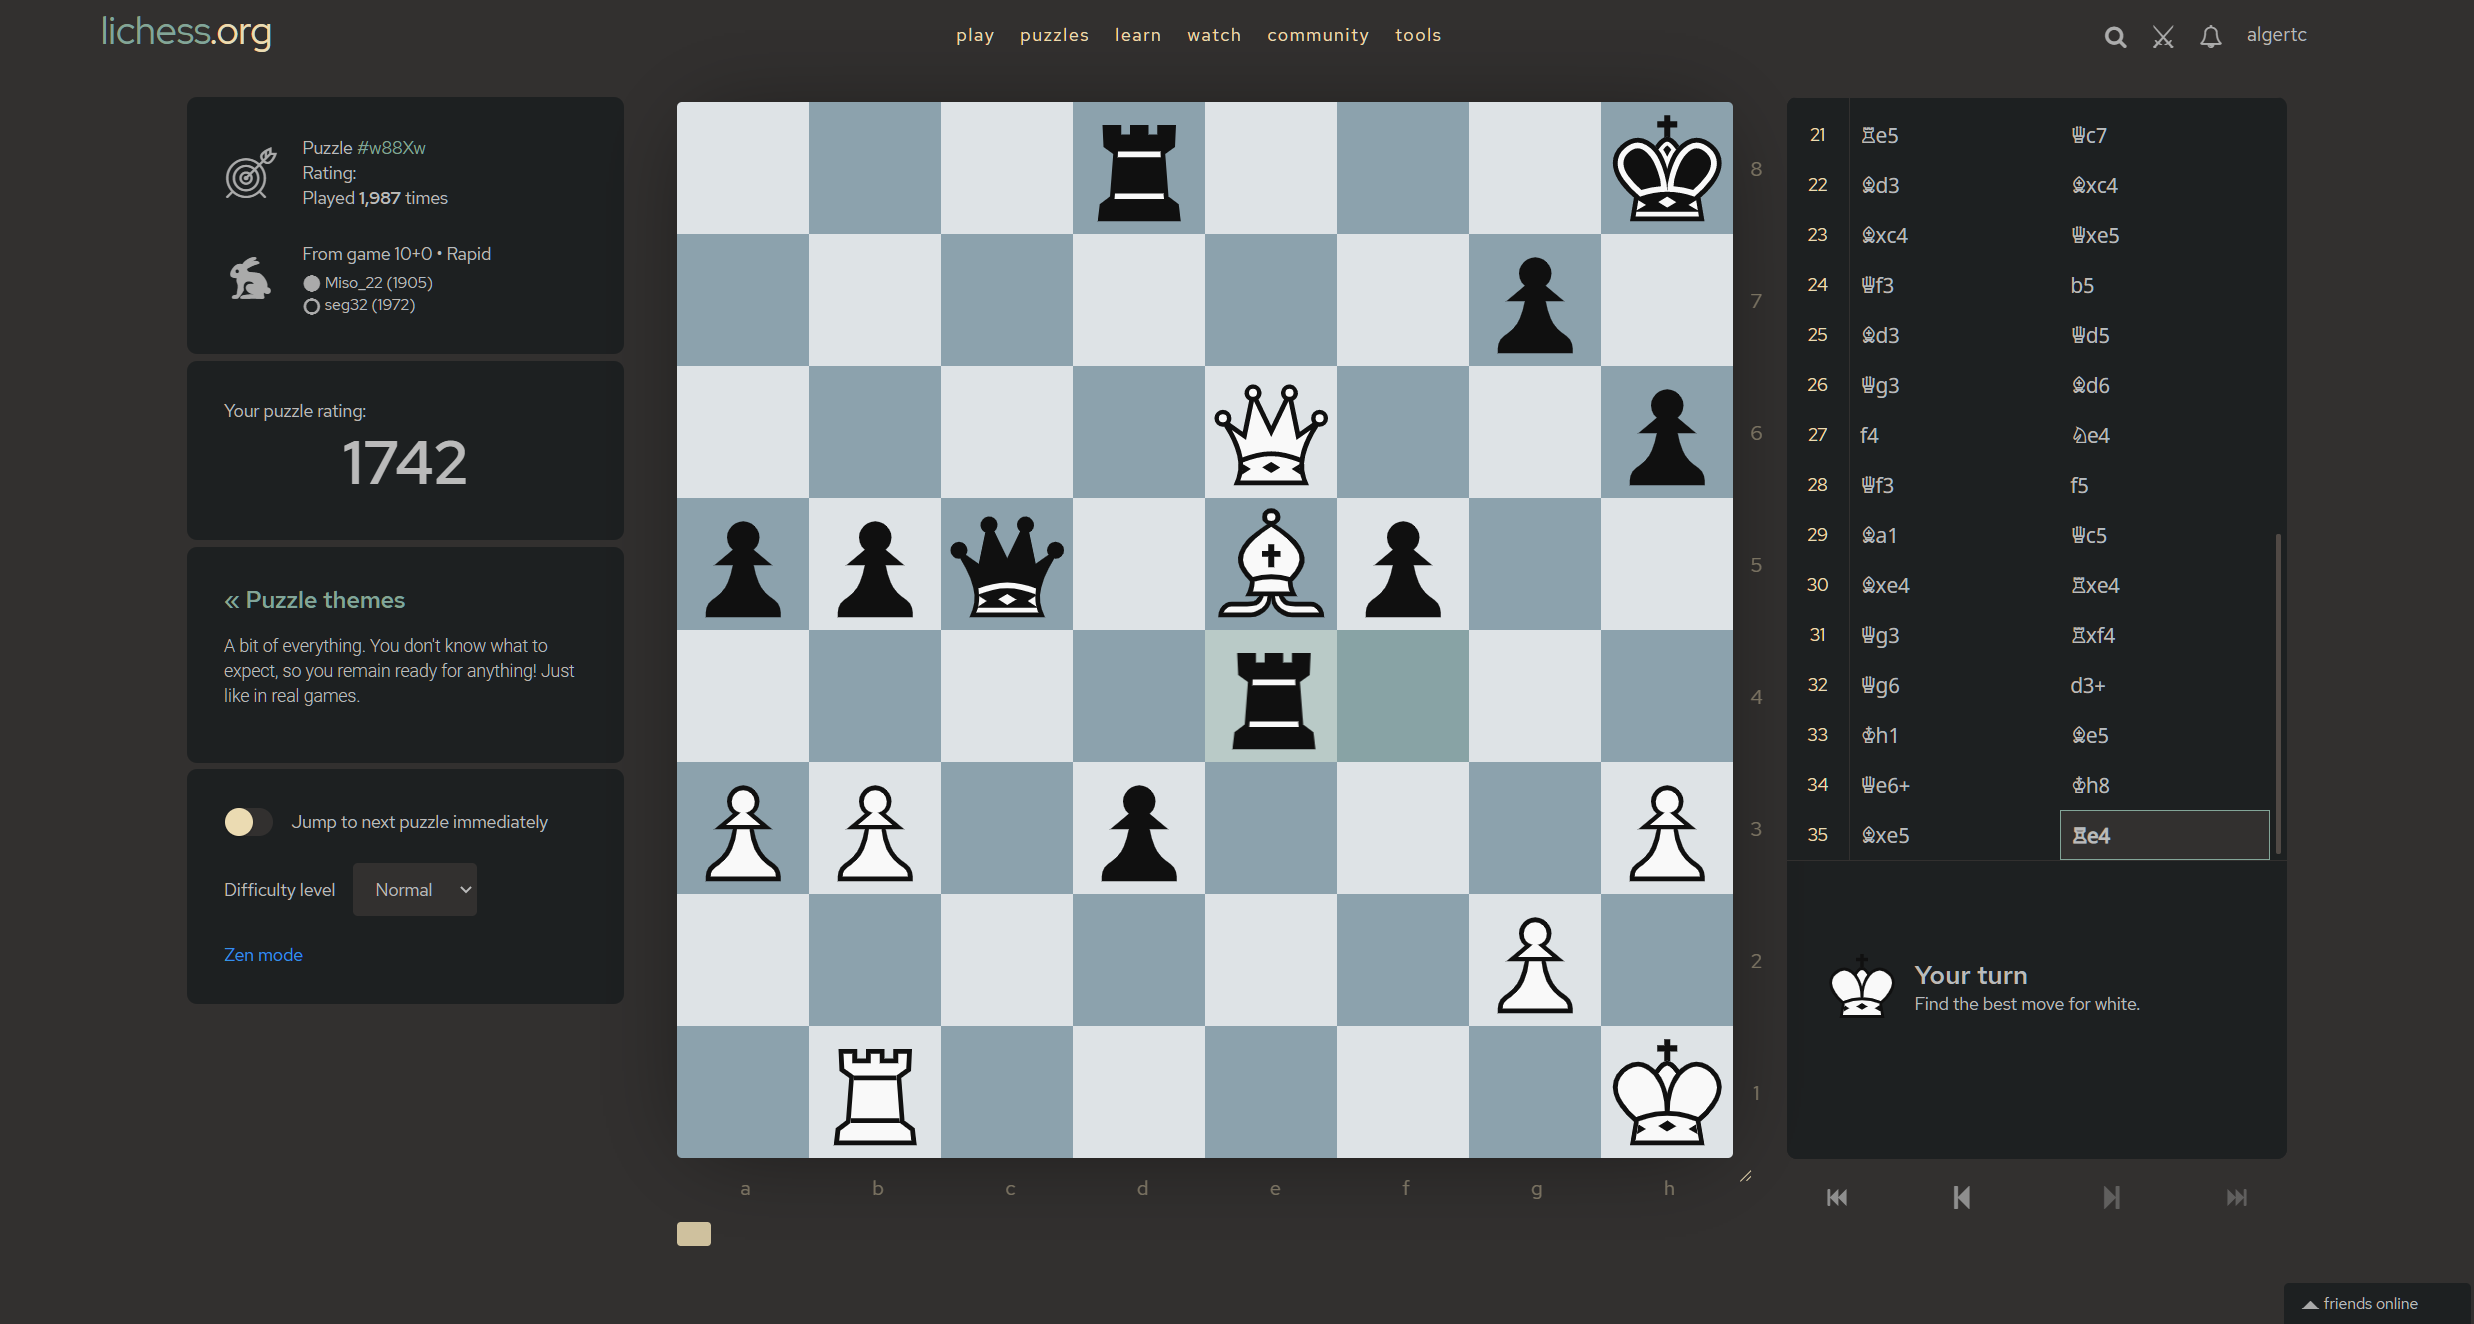 lichess.org
play puzzles learn watch community tools
algertc
Puzzle #w88Xw
Rating:
Played 1,987 times
From game 10+0 • Rapid
Miso_22 (1905)
seg32 (1972)
Your puzzle rating:
1742
« Puzzle themes
A bit of everything. You don't know what to
expect, so you remain ready for anything! Just
like in real games.
Jump to next puzzle immediately
Difficulty level Normal
Zen mode
8
7
6
5
4
3
2
1
a b c d e f g h
21 ♖e5 ♕c7
22 ♗d3 ♗xc4
23 ♗xc4 ♕xe5
24 ♕f3 b5
25 ♗d3 ♕d5
26 ♕g3 ♗d6
27 f4 ♘e4
28 ♕f3 f5
29 ♗a1 ♕c5
30 ♗xe4 ♖xe4
31 ♕g3 ♖xf4
32 ♕g6 d3+
33 ♔h1 ♗e5
34 ♕e6+ ♔h8
35 ♗xe5 ♖e4
Your turn
Find the best move for white.
friends online